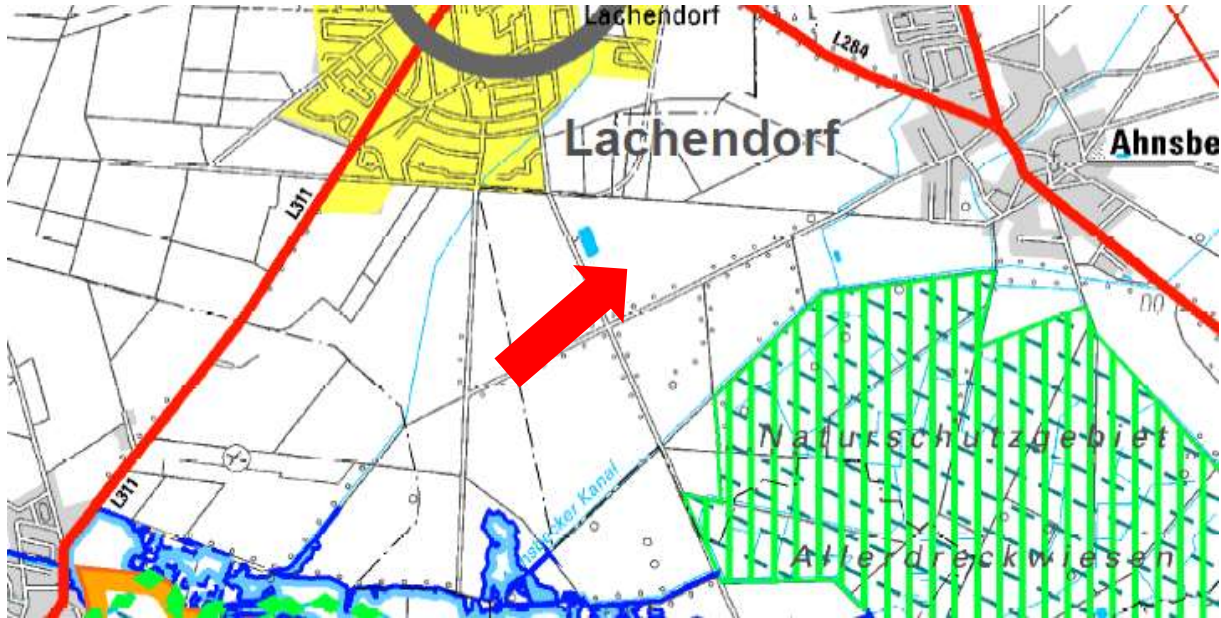 Lachendorf
L284
Lachendorf
Ahnsbe
L311
Naturschutzgebiet
L311
Kanal
Allerdreckwiesen